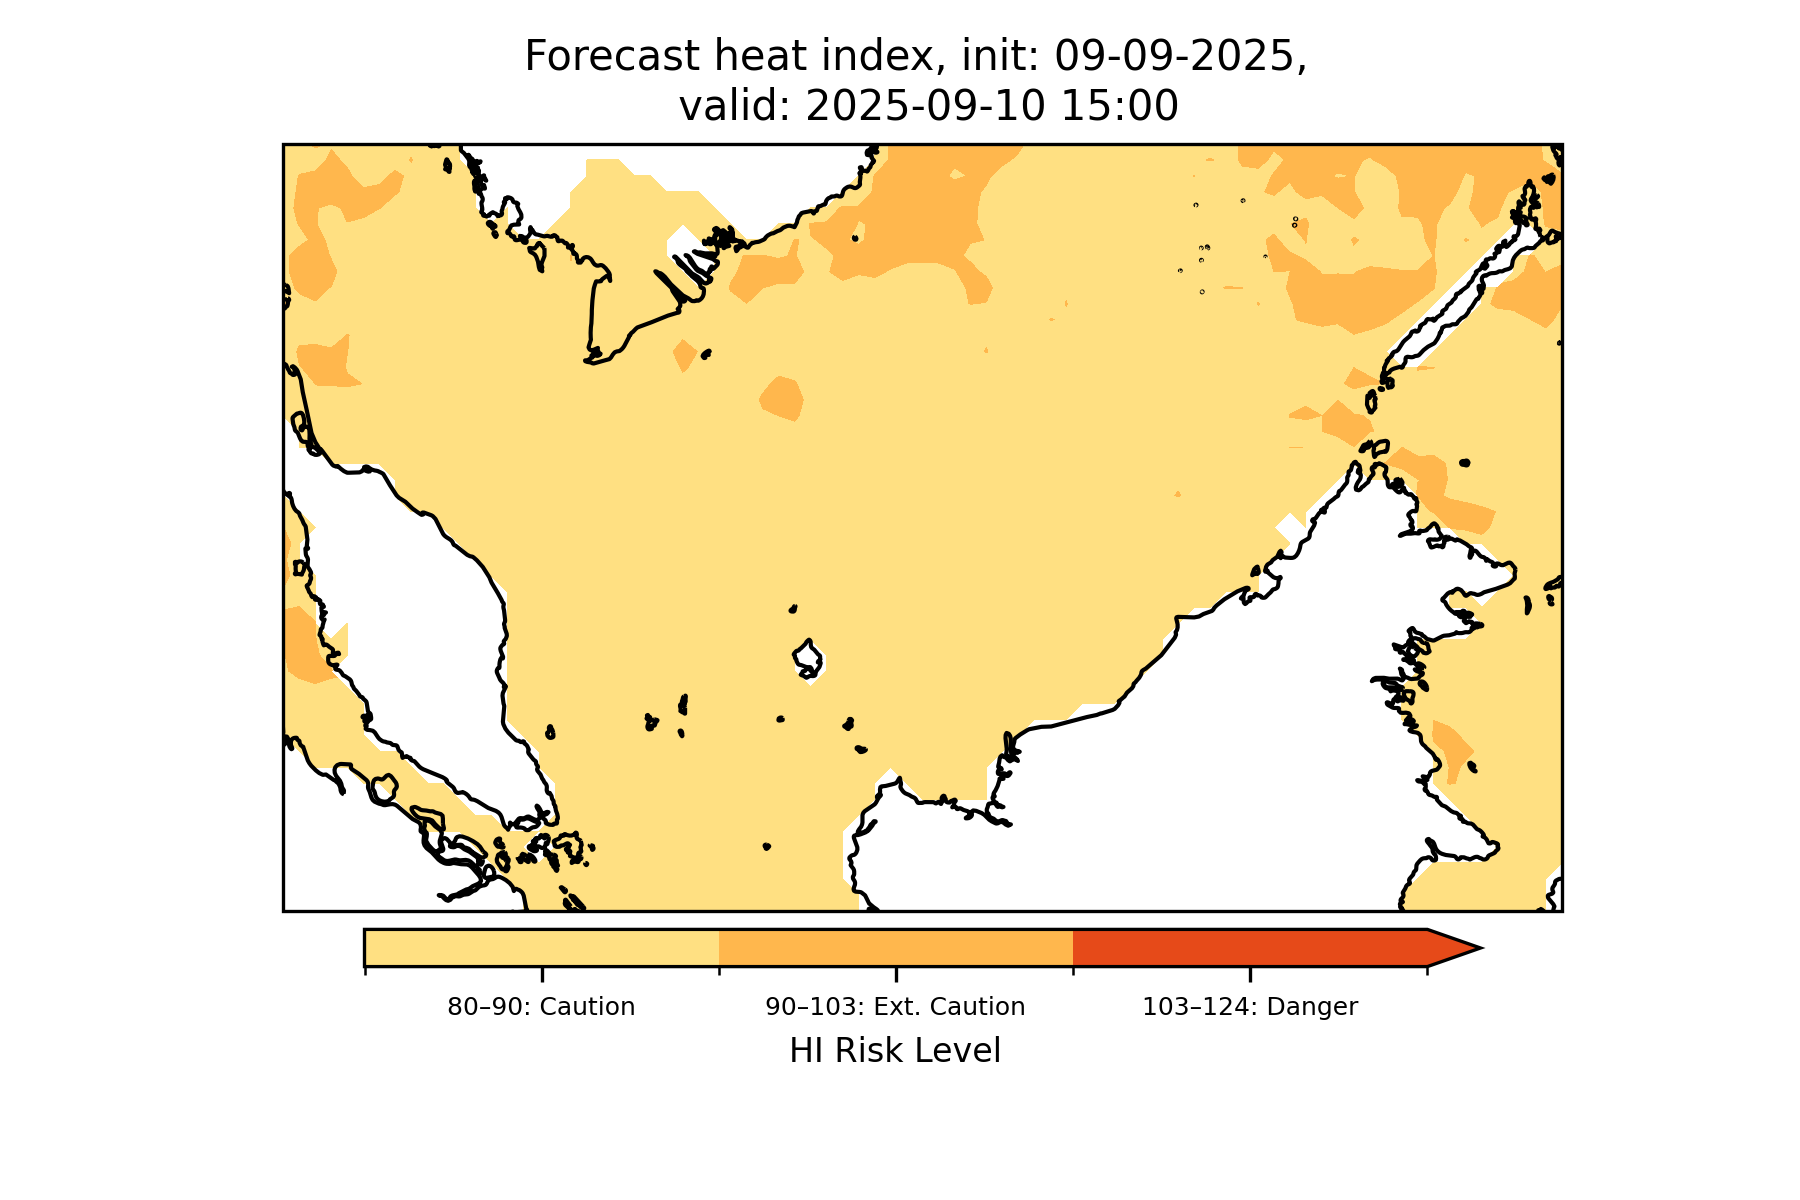 Forecast heat index, init: 09-09-2025,
valid: 2025-09-10 15:00
80–90: Caution
90–103: Ext. Caution
103–124: Danger
HI Risk Level